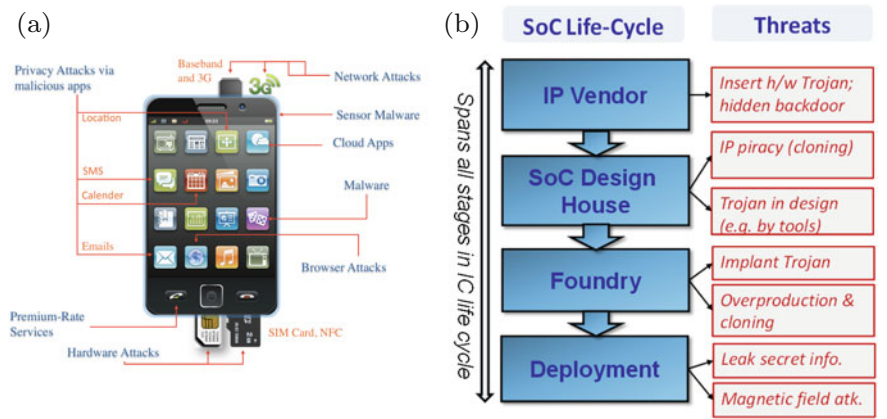 (a)
Privacy Attacks via
malicious apps
Baseband
and 3G
3G
Network Attacks
Location
Sensor Malware
Cloud Apps
SMS
Calender
Malware
Emails
Browser Attacks
Premium-Rate
Services
SIM Card, NFC
Hardware Attacks
(b)
SoC Life-Cycle
Threats
Spans all stages in IC life cycle
IP Vendor
Insert h/w Trojan;
hidden backdoor
SoC Design
House
IP piracy (cloning)
Trojan in design
(e.g. by tools)
Foundry
Implant Trojan
Overproduction &
cloning
Deployment
Leak secret info.
Magnetic field atk.